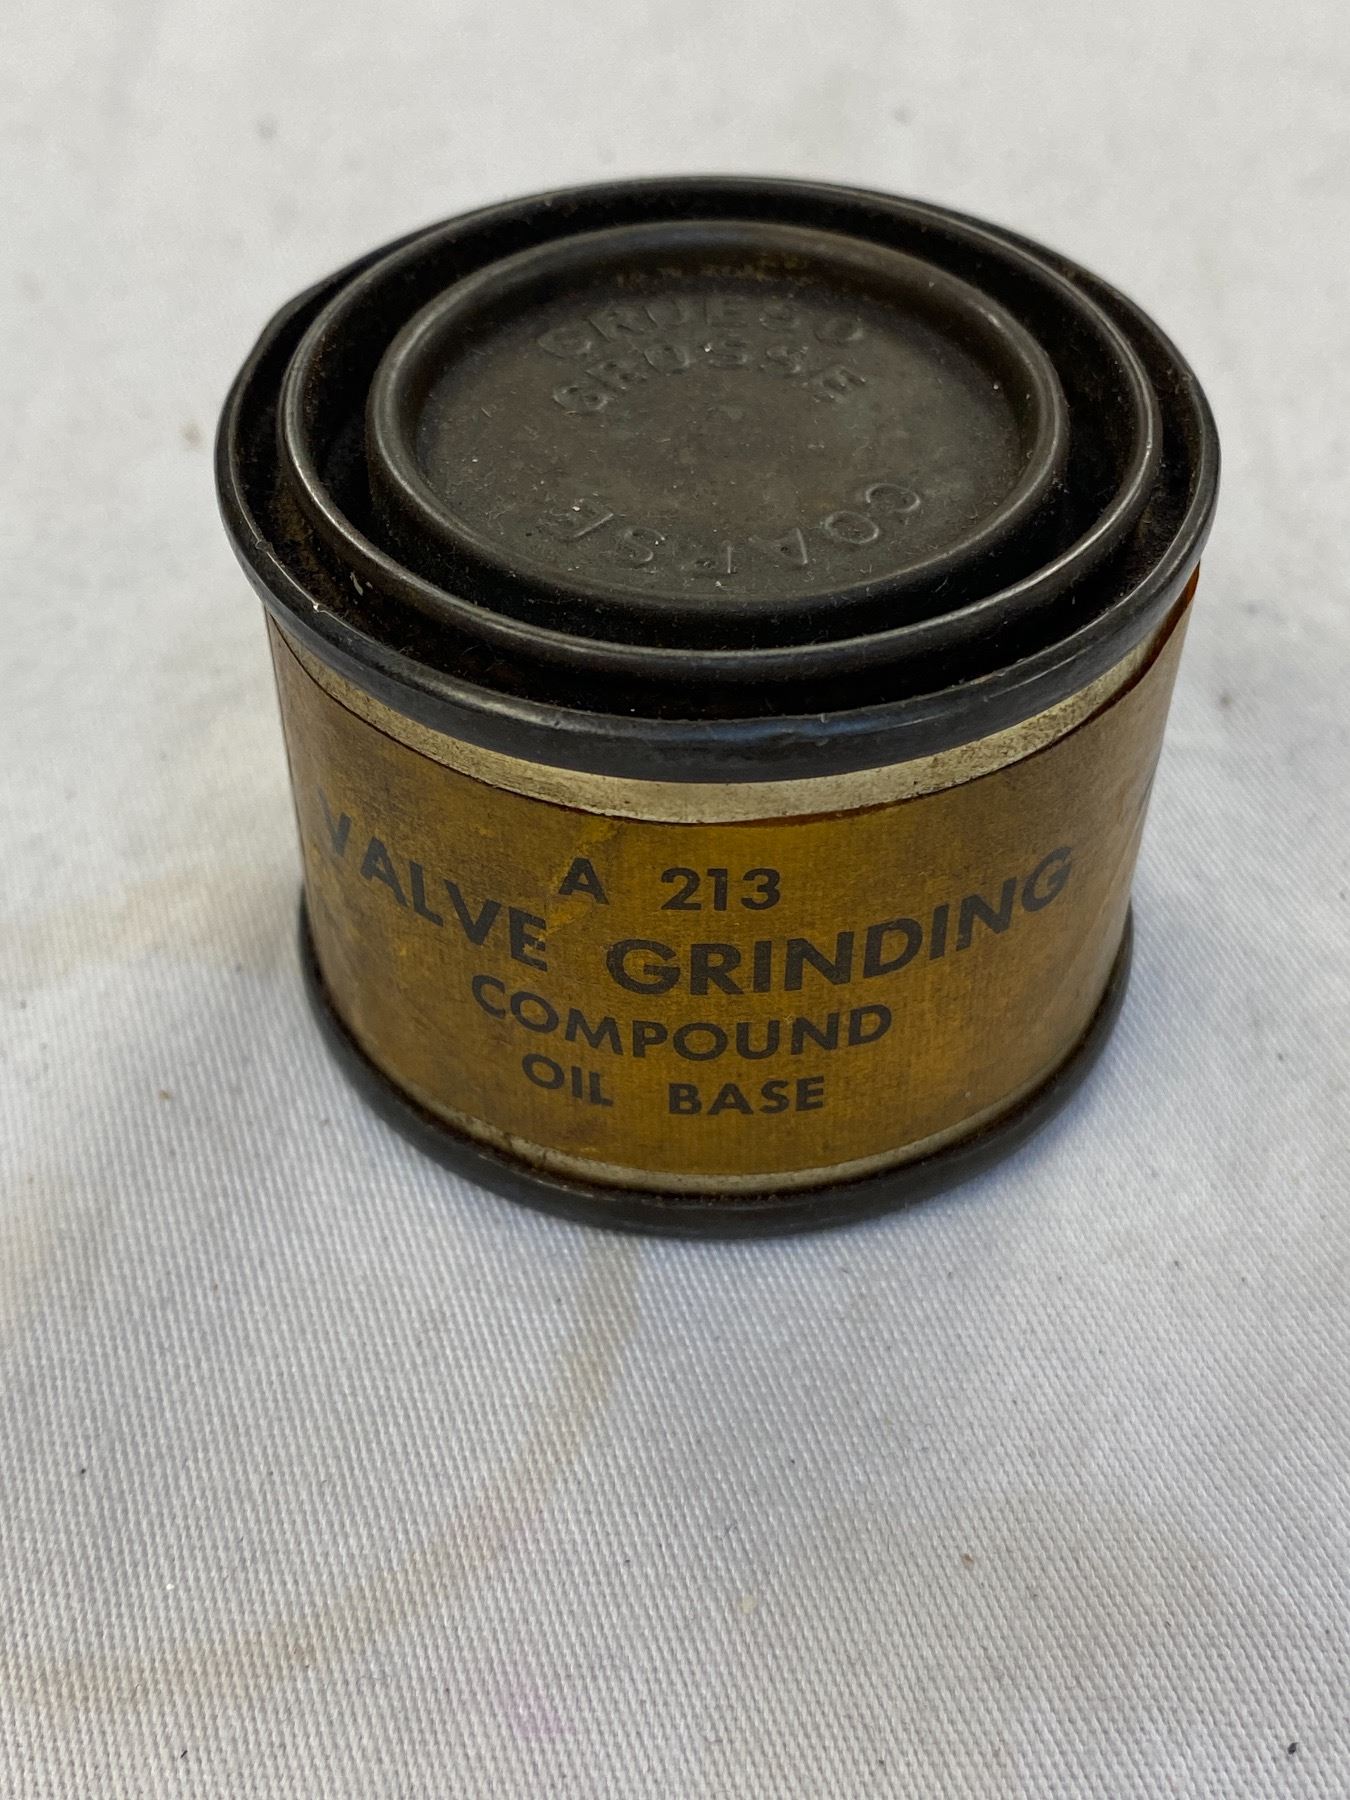 GRUESO
GROSSE
COARSE
A 213
VALVE GRINDING
COMPOUND
OIL BASE